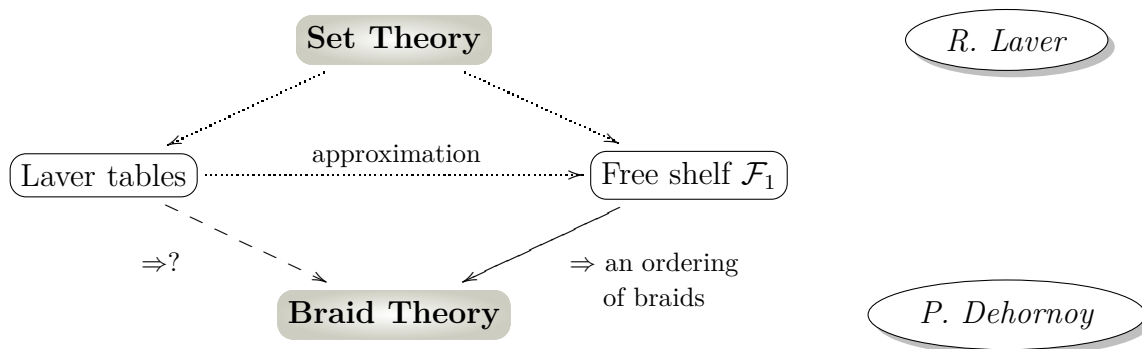 Set Theory
R. Laver
approximation
Laver tables
Free shelf 𝓕₁
⇒?
⇒ an ordering
of braids
Braid Theory
P. Dehornoy